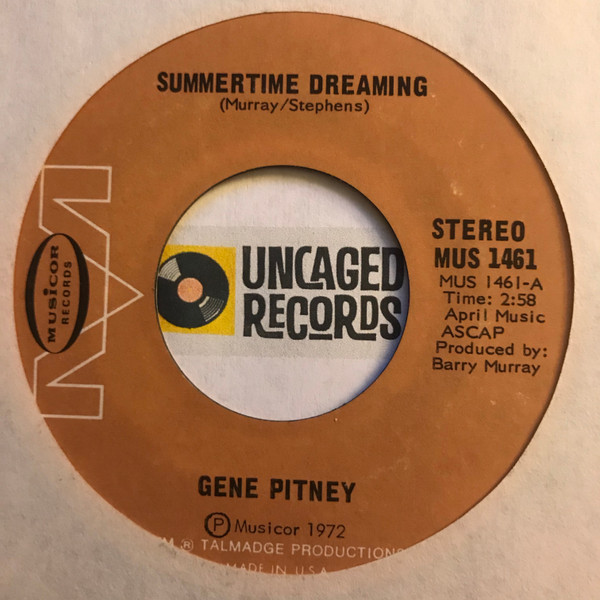 SUMMERTIME DREAMING
(Murray/Stephens)
STEREO
MUS 1461
MUS 1461-A
Time: 2:58
April Music
ASCAP
Produced by:
Barry Murray
MUSICOR
RECORDS
UNCAGED
RECORDS
GENE PITNEY
Ⓟ Musicor 1972
® TALMADGE PRODUCTIONS
MADE IN U.S.A.